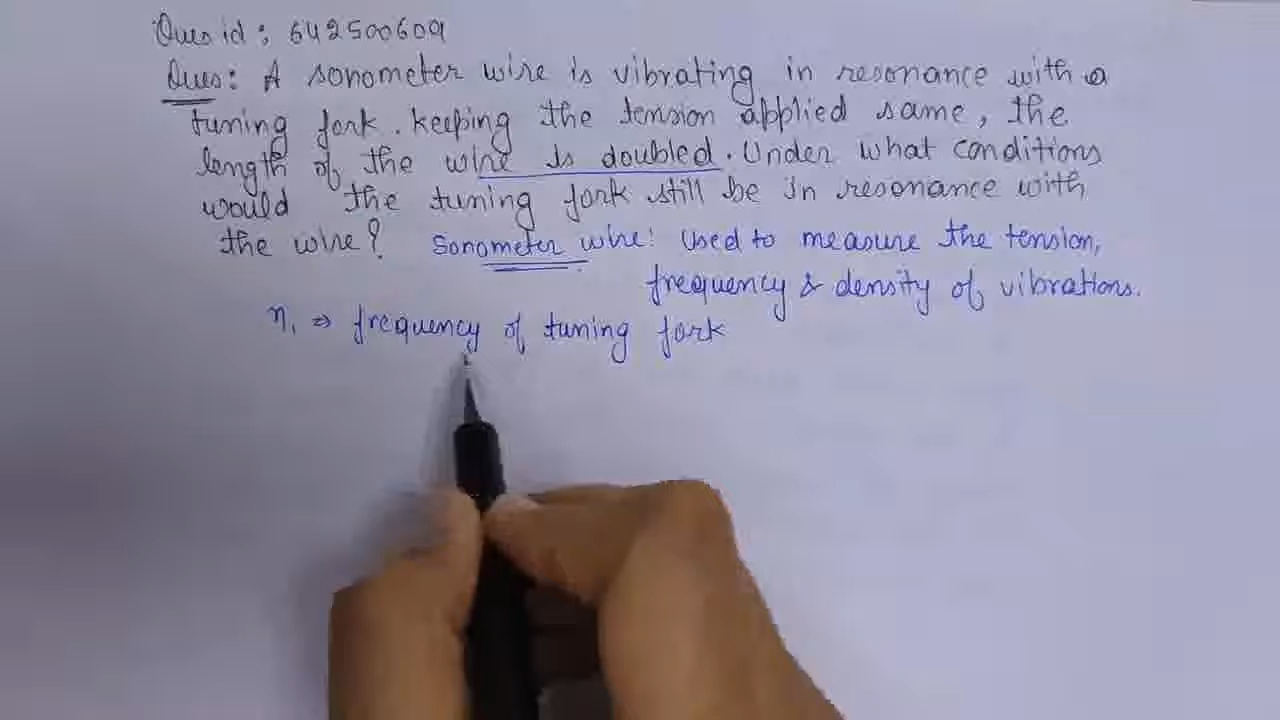 Ques id : 642500609
Ques: A sonometer wire is vibrating in resonance with a
tuning fork. keeping the tension applied same, the
length of the wire is doubled. Under what conditions
would the tuning fork still be in resonance with
the wire? Sonometer wire: Used to measure the tension,
frequency & density of vibrations.
n₁ ⇒ frequency of tuning fork